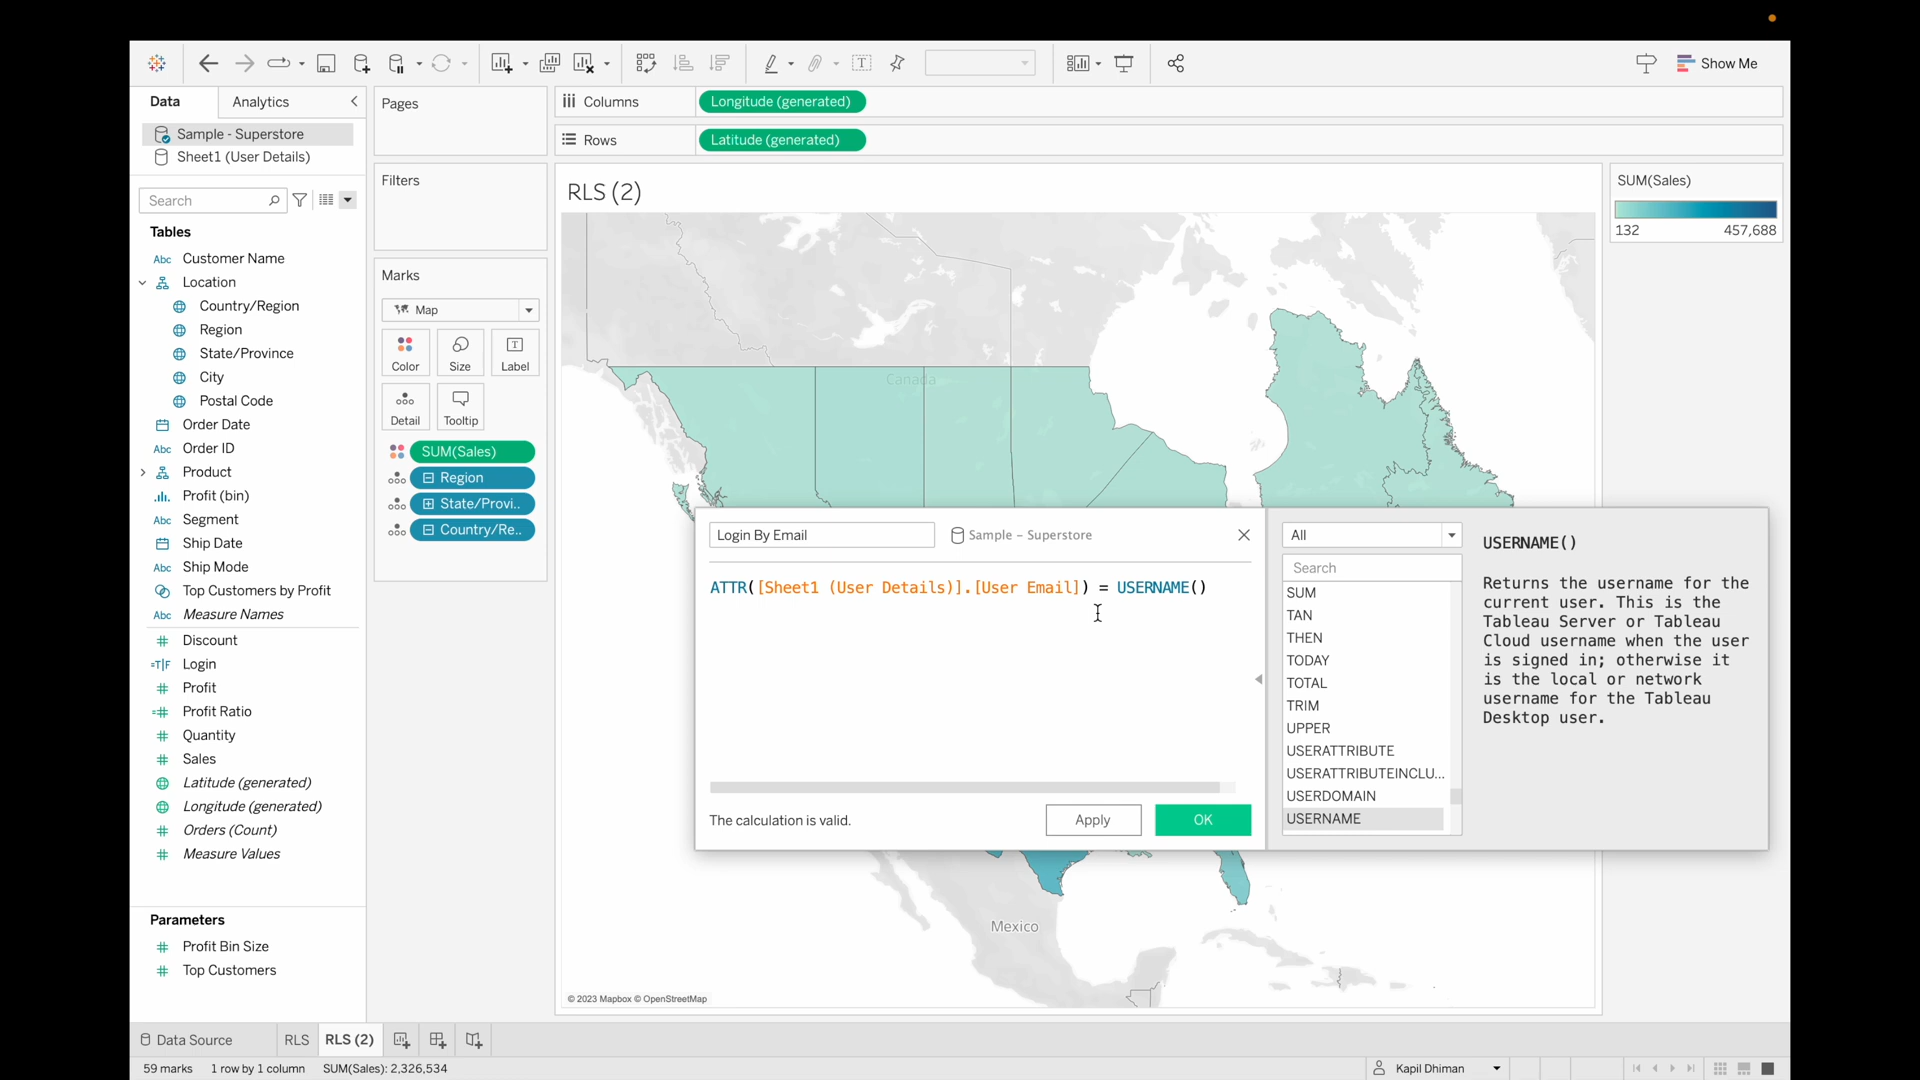 Show Me
Data
Analytics
Sample - Superstore
Sheet1 (User Details)
Search
Tables
Abc Customer Name
Location
Country/Region
Region
State/Province
City
Postal Code
Order Date
Abc Order ID
Product
Profit (bin)
Abc Segment
Ship Date
Abc Ship Mode
Top Customers by Profit
Abc Measure Names
# Discount
=T|F Login
# Profit
=# Profit Ratio
# Quantity
# Sales
Latitude (generated)
Longitude (generated)
# Orders (Count)
# Measure Values
Parameters
# Profit Bin Size
# Top Customers
Pages
Filters
Marks
Map
Color
Size
Label
Detail
Tooltip
SUM(Sales)
Region
State/Provi..
Country/Re..
Columns
Longitude (generated)
Rows
Latitude (generated)
RLS (2)
Canada
Mexico
© 2023 Mapbox © OpenStreetMap
SUM(Sales)
132 457,688
Login By Email
Sample – Superstore
ATTR([Sheet1 (User Details)].[User Email]) = USERNAME()
The calculation is valid.
Apply
OK
All
Search
SUM
TAN
THEN
TODAY
TOTAL
TRIM
UPPER
USERATTRIBUTE
USERATTRIBUTEINCLU...
USERDOMAIN
USERNAME
USERNAME()
Returns the username for the
current user. This is the
Tableau Server or Tableau
Cloud username when the user
is signed in; otherwise it
is the local or network
username for the Tableau
Desktop user.
Data Source
RLS
RLS (2)
59 marks 1 row by 1 column SUM(Sales): 2,326,534
Kapil Dhiman